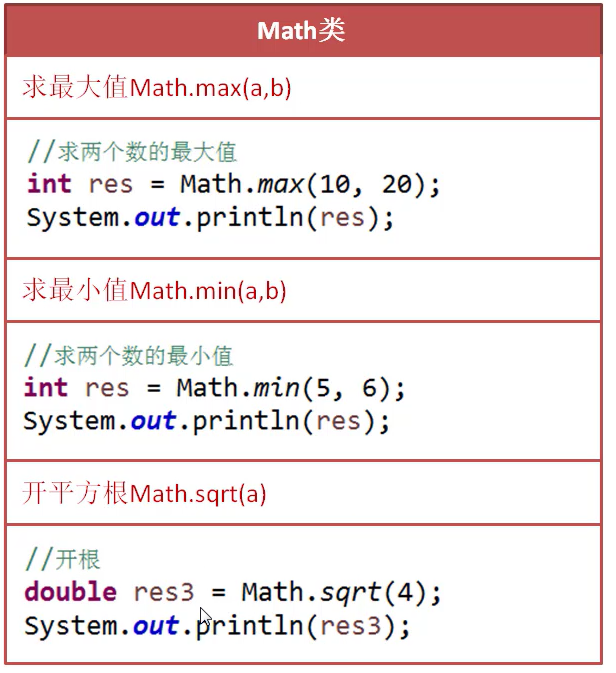 Math类
求最大值Math.max(a,b)
//求两个数的最大值
int res = Math.max(10, 20);
System.out.println(res);
求最小值Math.min(a,b)
//求两个数的最小值
int res = Math.min(5, 6);
System.out.println(res);
开平方根Math.sqrt(a)
//开根
double res3 = Math.sqrt(4);
System.out.println(res3);